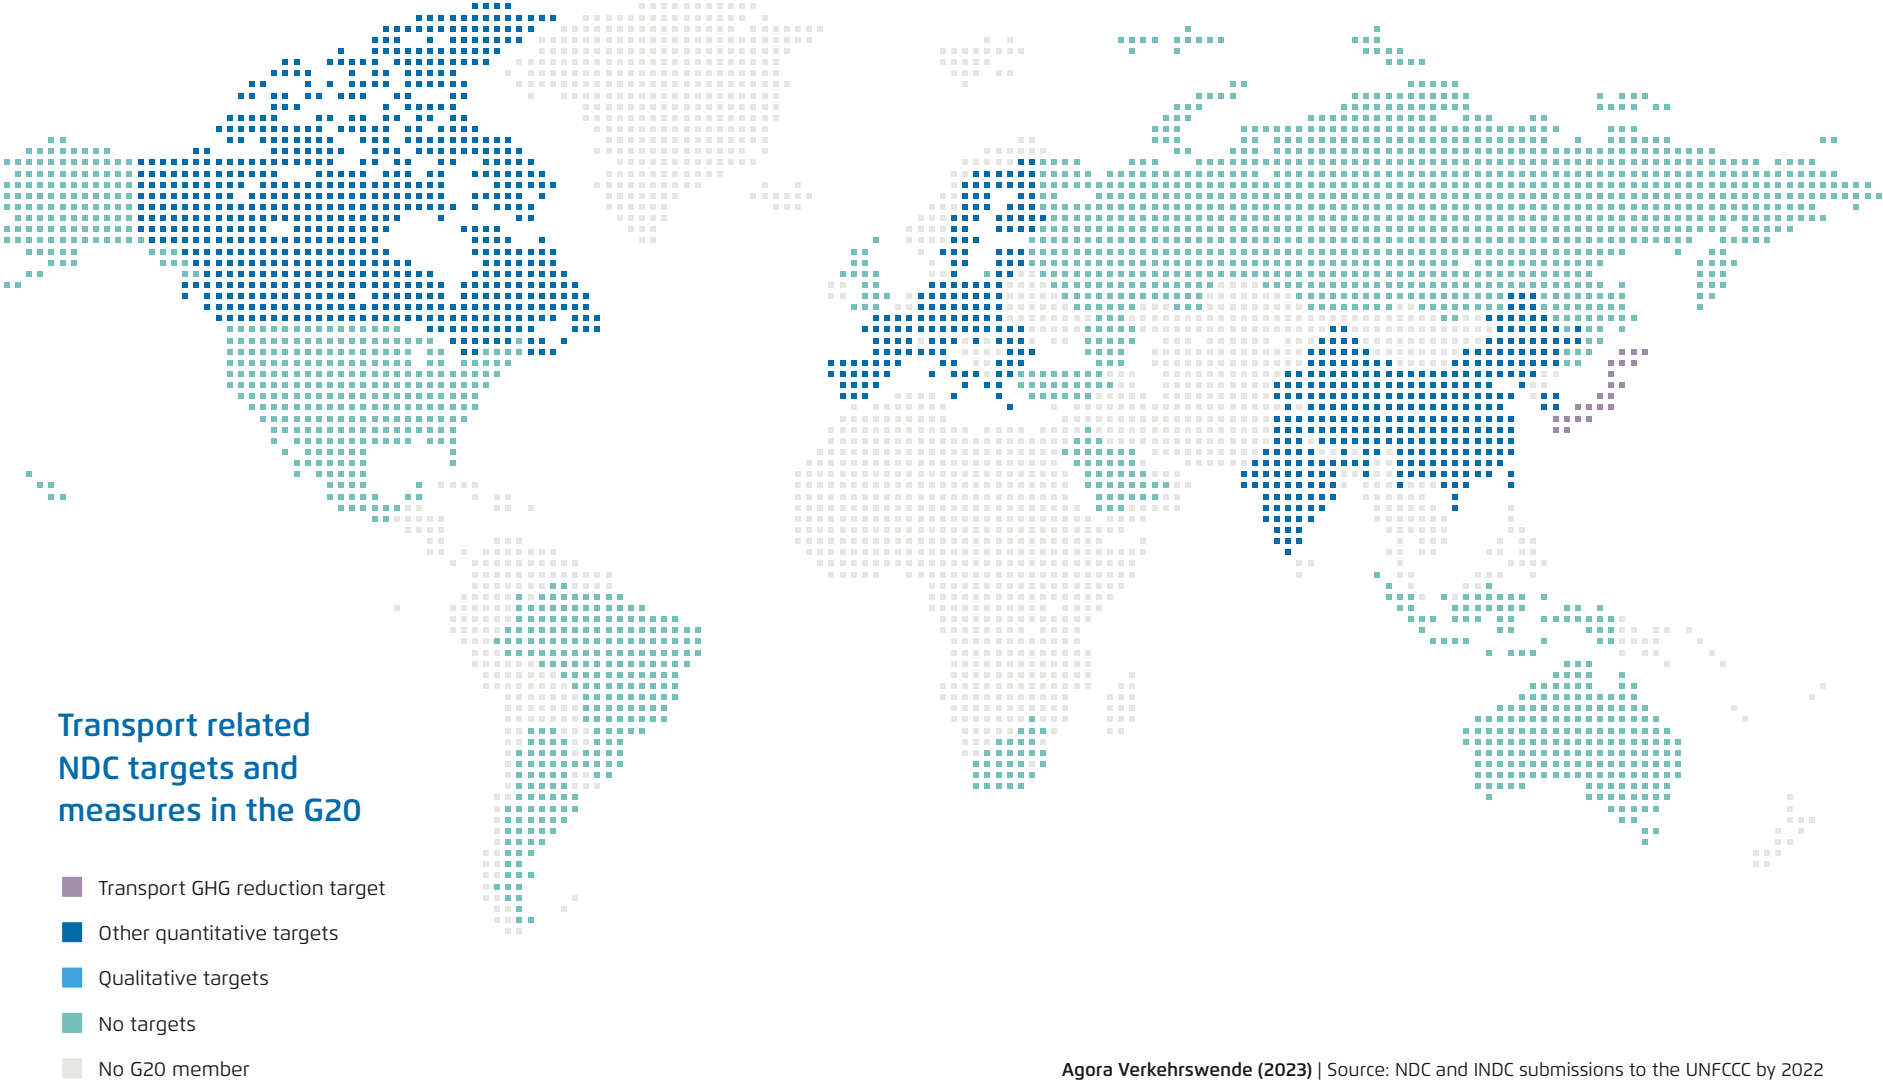 Transport related
NDC targets and
measures in the G20
Transport GHG reduction target
Other quantitative targets
Qualitative targets
No targets
No G20 member
Agora Verkehrswende (2023) | Source: NDC and INDC submissions to the UNFCCC by 2022